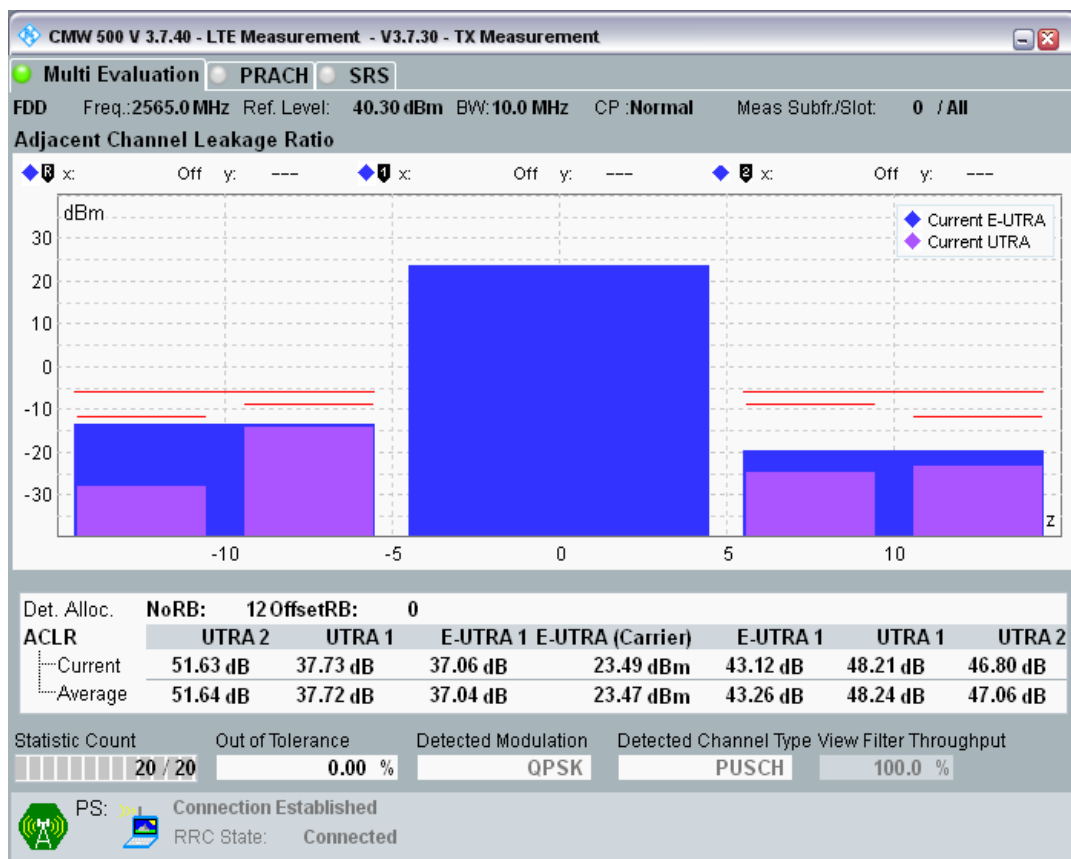 CMW 500 V 3.7.40 - LTE Measurement - V3.7.30 - TX Measurement
Multi Evaluation PRACH SRS
FDD Freq.:2565.0 MHz Ref. Level: 40.30 dBm BW:10.0 MHz CP :Normal Meas Subfr./Slot: 0 / All
Adjacent Channel Leakage Ratio
R x: Off y: --- 1 x: Off y: --- 2 x: Off y: ---
dBm
Current E-UTRA
Current UTRA
30
20
10
0
-10
-20
-30
z
-10 -5 0 5 10
Det. Alloc. NoRB: 12 OffsetRB: 0
ACLR UTRA 2 UTRA 1 E-UTRA 1 E-UTRA (Carrier) E-UTRA 1 UTRA 1 UTRA 2
Current 51.63 dB 37.73 dB 37.06 dB 23.49 dBm 43.12 dB 48.21 dB 46.80 dB
Average 51.64 dB 37.72 dB 37.04 dB 23.47 dBm 43.26 dB 48.24 dB 47.06 dB
Statistic Count Out of Tolerance Detected Modulation Detected Channel Type View Filter Throughput
20 / 20 0.00 % QPSK PUSCH 100.0 %
PS: Connection Established
RRC State: Connected